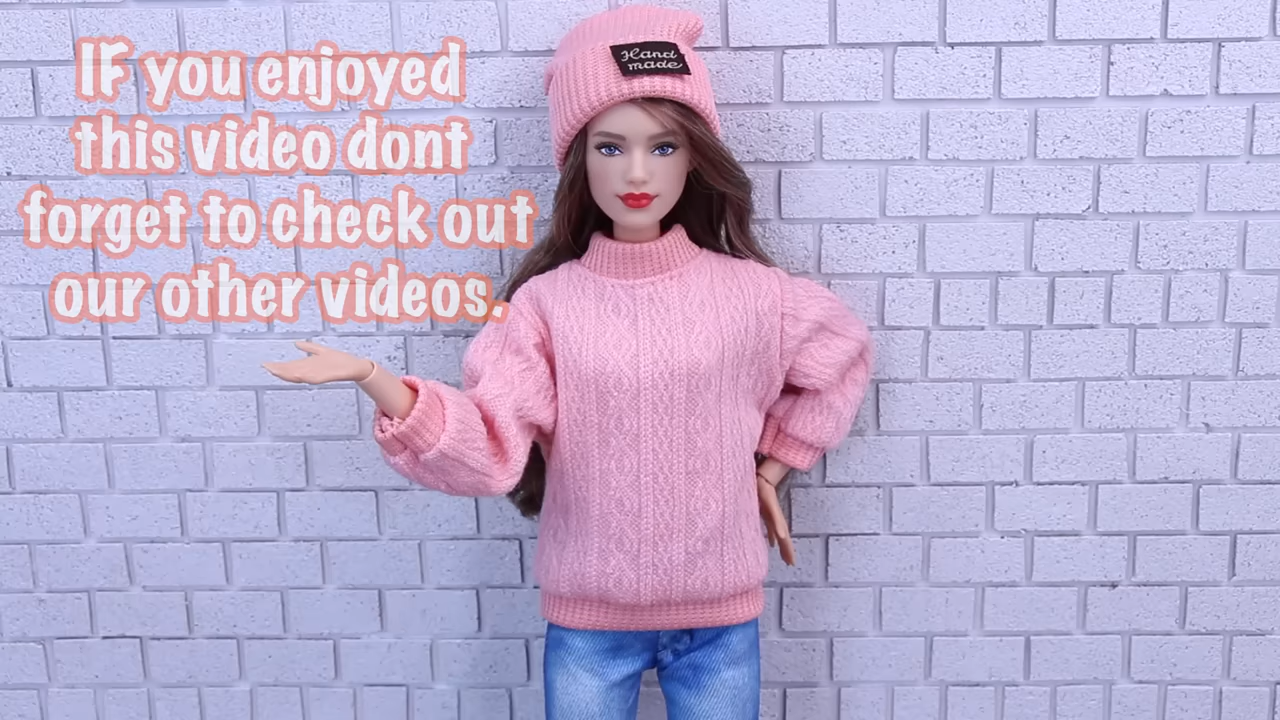 IF you enjoyed
this video dont
forget to check out
our other videos.
Hand
made